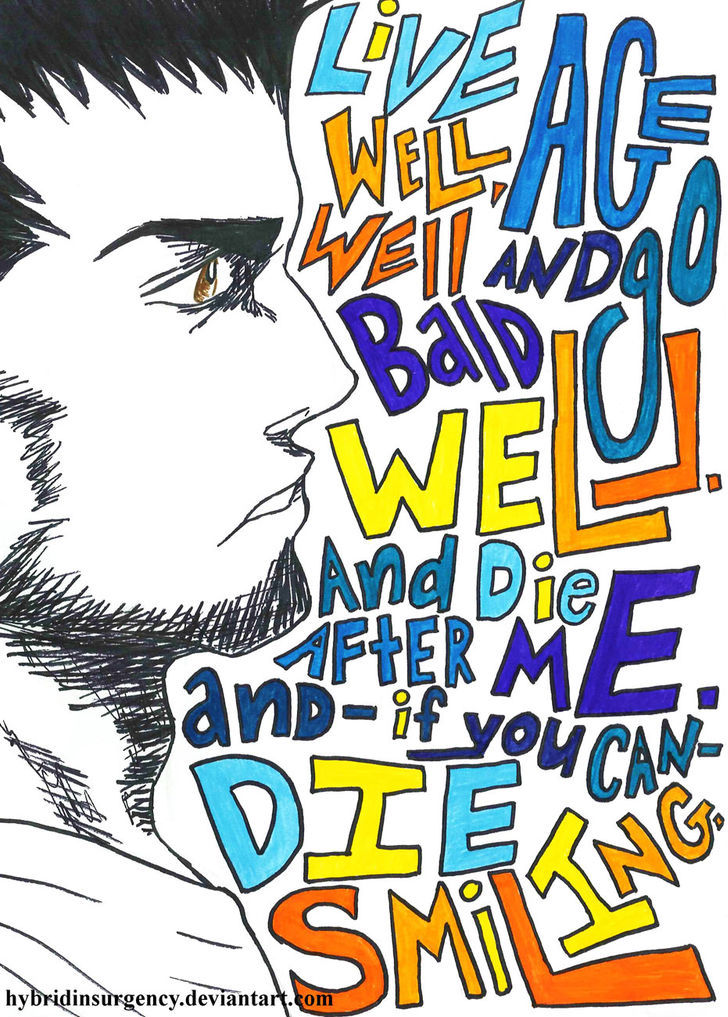 LiVE
WELL, AGE
WEll AND gO
BalD
WELL.
And Die
AFtER ME.
anD-if you CAN-
DIE
SMiLING.
hybridinsurgency.deviantart.com